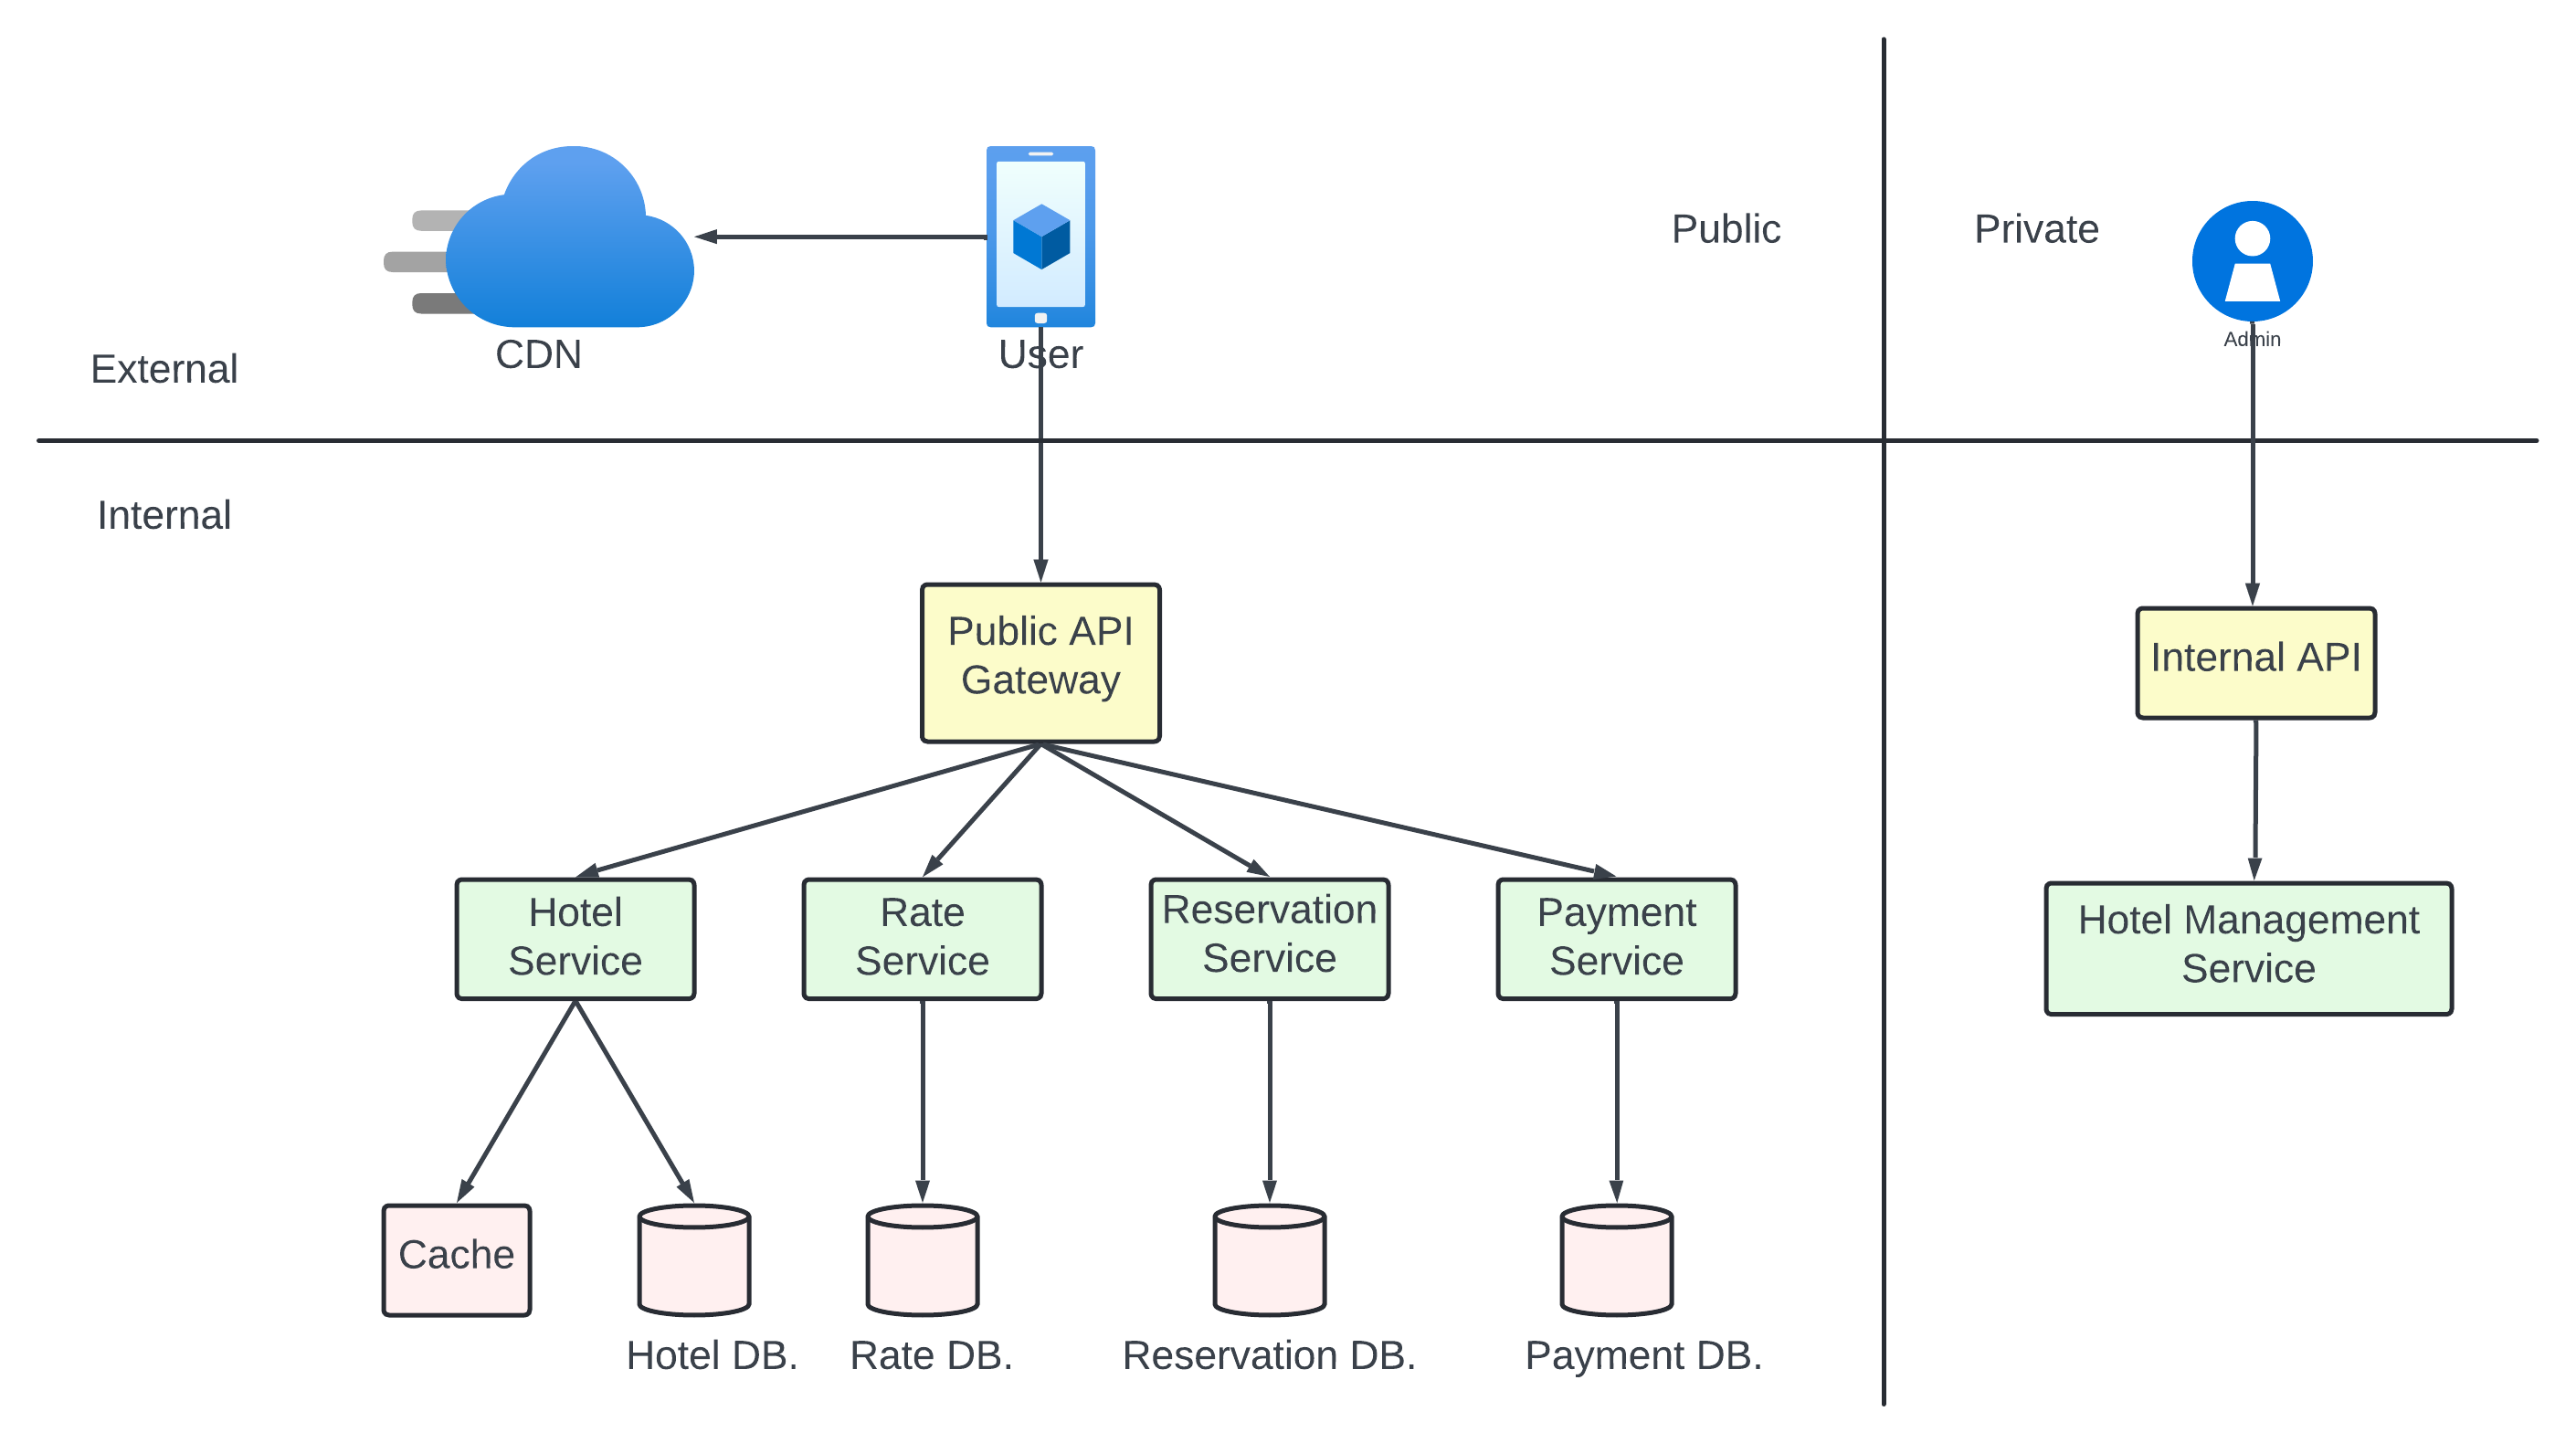 Public
Private
CDN
User
Admin
External
Internal
Public API
Gateway
Internal API
Hotel
Service
Rate
Service
Reservation
Service
Payment
Service
Hotel Management
Service
Cache
Hotel DB.
Rate DB.
Reservation DB.
Payment DB.